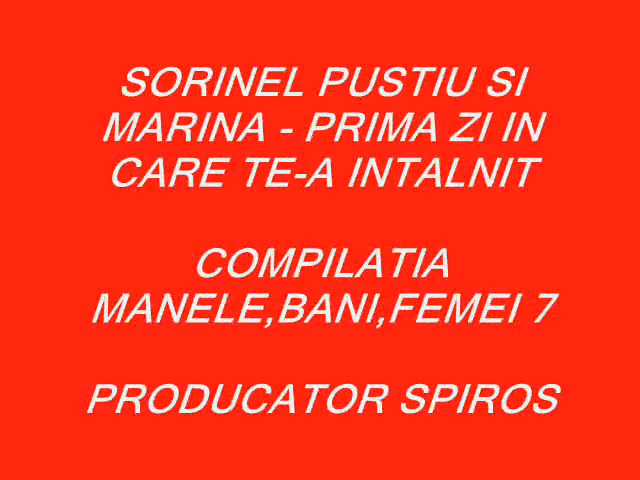 SORINEL PUSTIU SI
MARINA - PRIMA ZI IN
CARE TE-A INTALNIT
COMPILATIA
MANELE,BANI,FEMEI 7
PRODUCATOR SPIROS